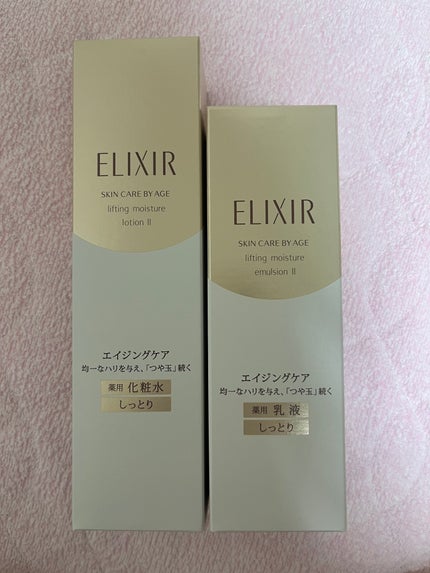 ELIXIR
SKIN CARE BY AGE
lifting moisture
lotion II
エイジングケア
均一なハリを与え、「つや玉」続く
薬用 化粧水
しっとり
ELIXIR
SKIN CARE BY AGE
lifting moisture
emulsion II
エイジングケア
均一なハリを与え、「つや玉」続く
薬用 乳液
しっとり